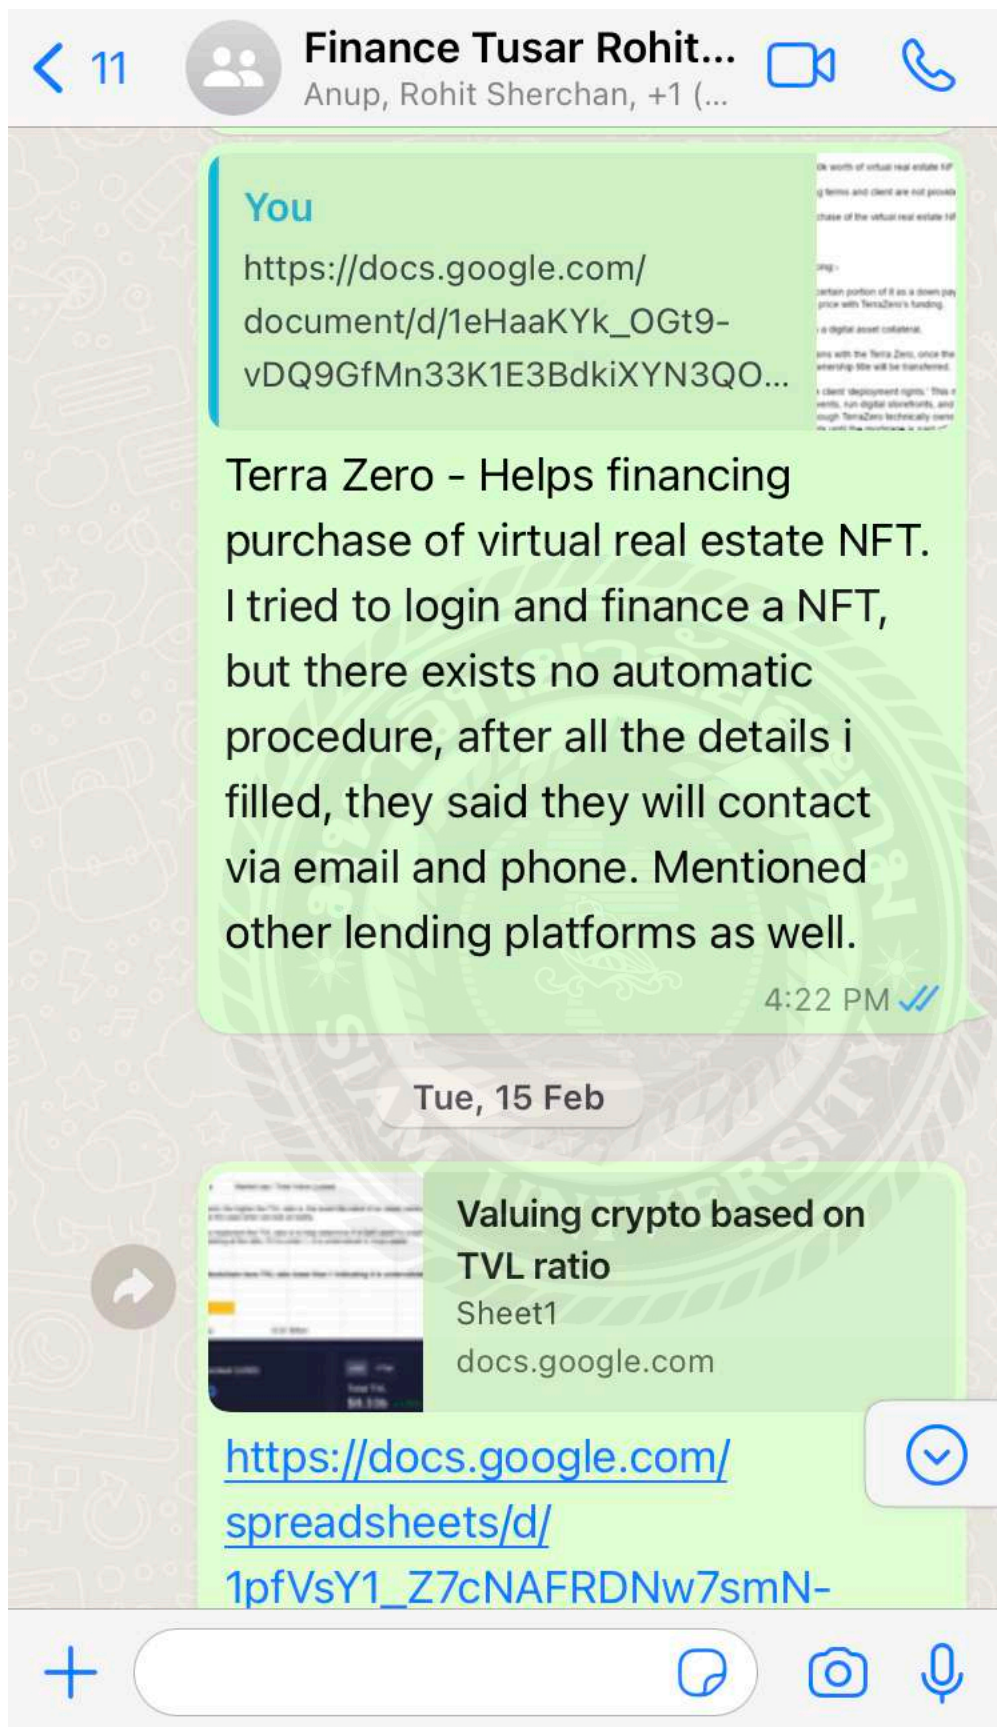 11
Finance Tusar Rohit...
Anup, Rohit Sherchan, +1 (...
You
https://docs.google.com/
document/d/1eHaaKYk_OGt9-
vDQ9GfMn33K1E3BdkiXYN3QO...
Terra Zero - Helps financing
purchase of virtual real estate NFT.
I tried to login and finance a NFT,
but there exists no automatic
procedure, after all the details i
filled, they said they will contact
via email and phone. Mentioned
other lending platforms as well.
4:22 PM
Tue, 15 Feb
Valuing crypto based on
TVL ratio
Sheet1
docs.google.com
https://docs.google.com/
spreadsheets/d/
1pfVsY1_Z7cNAFRDNw7smN-
SIAM UNIVERSITY